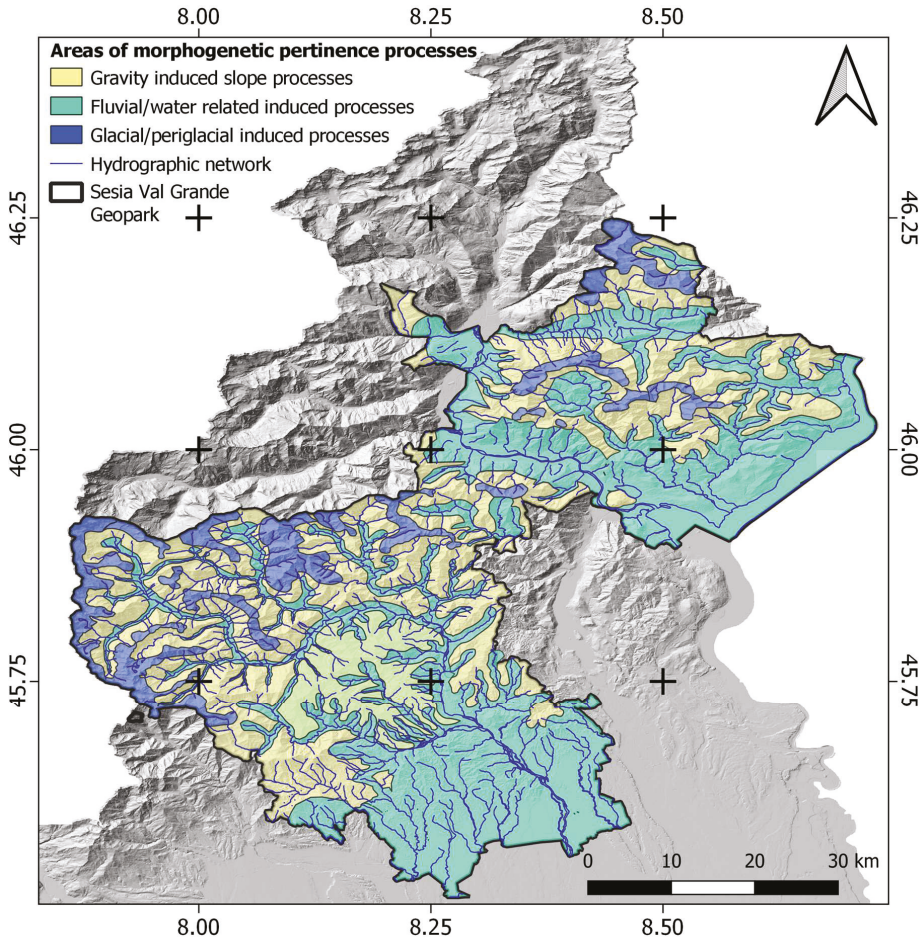 8.00 8.25 8.50
Areas of morphogenetic pertinence processes
Gravity induced slope processes
Fluvial/water related induced processes
Glacial/periglacial induced processes
Hydrographic network
Sesia Val Grande
Geopark
46.25 46.25
46.00 46.00
45.75 45.75
0 10 20 30 km
8.00 8.25 8.50